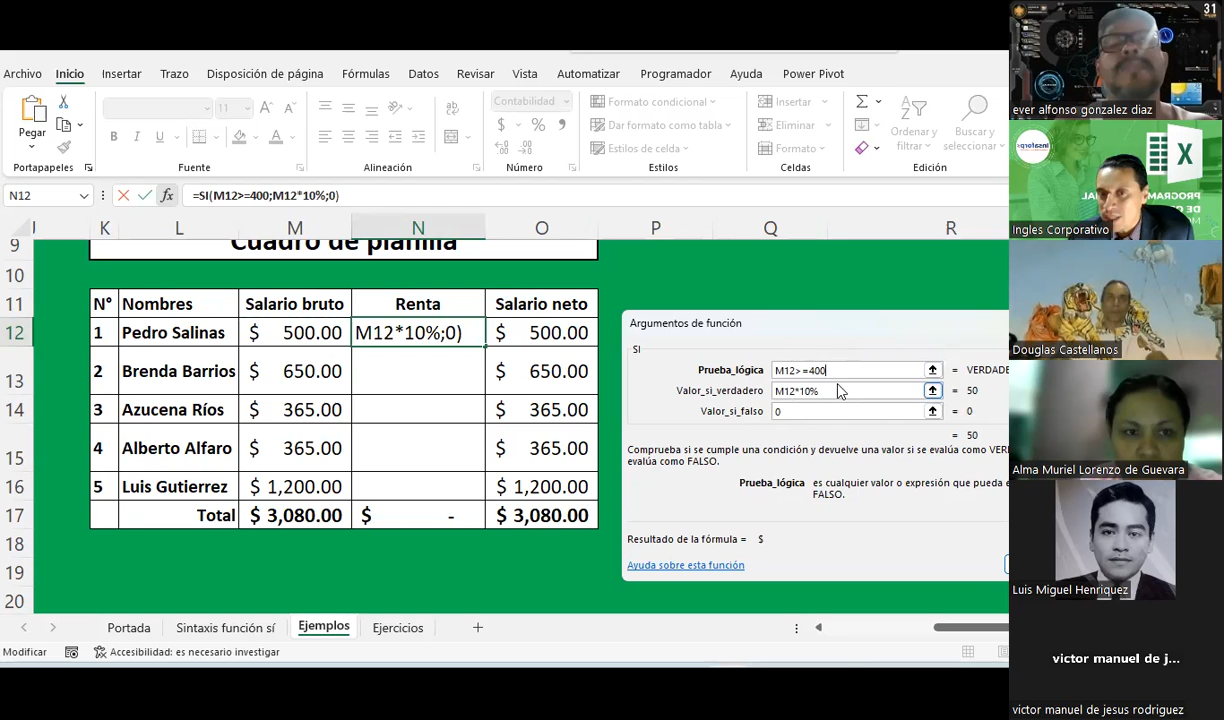 31
Archivo Inicio Insertar Trazo Disposición de página Fórmulas Datos Revisar Vista Automatizar Programador Ayuda Power Pivot
Pegar
11
N K S
Contabilidad
$ % ,
Formato condicional
Dar formato como tabla
Estilos de celda
Insertar
Eliminar
Formato
Ordenar y filtrar
Buscar y seleccionar
Portapapeles Fuente Alineación Número Estilos Celdas Edición
N12 fx =SI(M12>=400;M12*10%;0)
J K L M N O P Q R
9 Cuadro de planilla
10
11 N° Nombres Salario bruto Renta Salario neto
12 1 Pedro Salinas $ 500.00 M12*10%;0) $ 500.00
13 2 Brenda Barrios $ 650.00 $ 650.00
14 3 Azucena Ríos $ 365.00 $ 365.00
15 4 Alberto Alfaro $ 365.00 $ 365.00
16 5 Luis Gutierrez $ 1,200.00 $ 1,200.00
17 Total $ 3,080.00 $ - $ 3,080.00
18
19
20
Argumentos de función
SI
Prueba_lógica M12>=400 = VERDADE
Valor_si_verdadero M12*10% = 50
Valor_si_falso 0 = 0
= 50
Comprueba si se cumple una condición y devuelve una valor si se evalúa como VER
evalúa como FALSO.
Prueba_lógica es cualquier valor o expresión que pueda e
FALSO.
Resultado de la fórmula = $
Ayuda sobre esta función
Portada Sintaxis función sí Ejemplos Ejercicios +
Modificar Accesibilidad: es necesario investigar
ever alfonso gonzalez diaz
insaforp
X
Ingles Corporativo
Douglas Castellanos
Alma Muriel Lorenzo de Guevara
Luis Miguel Henriquez
victor manuel de j...
victor manuel de jesus rodriguez